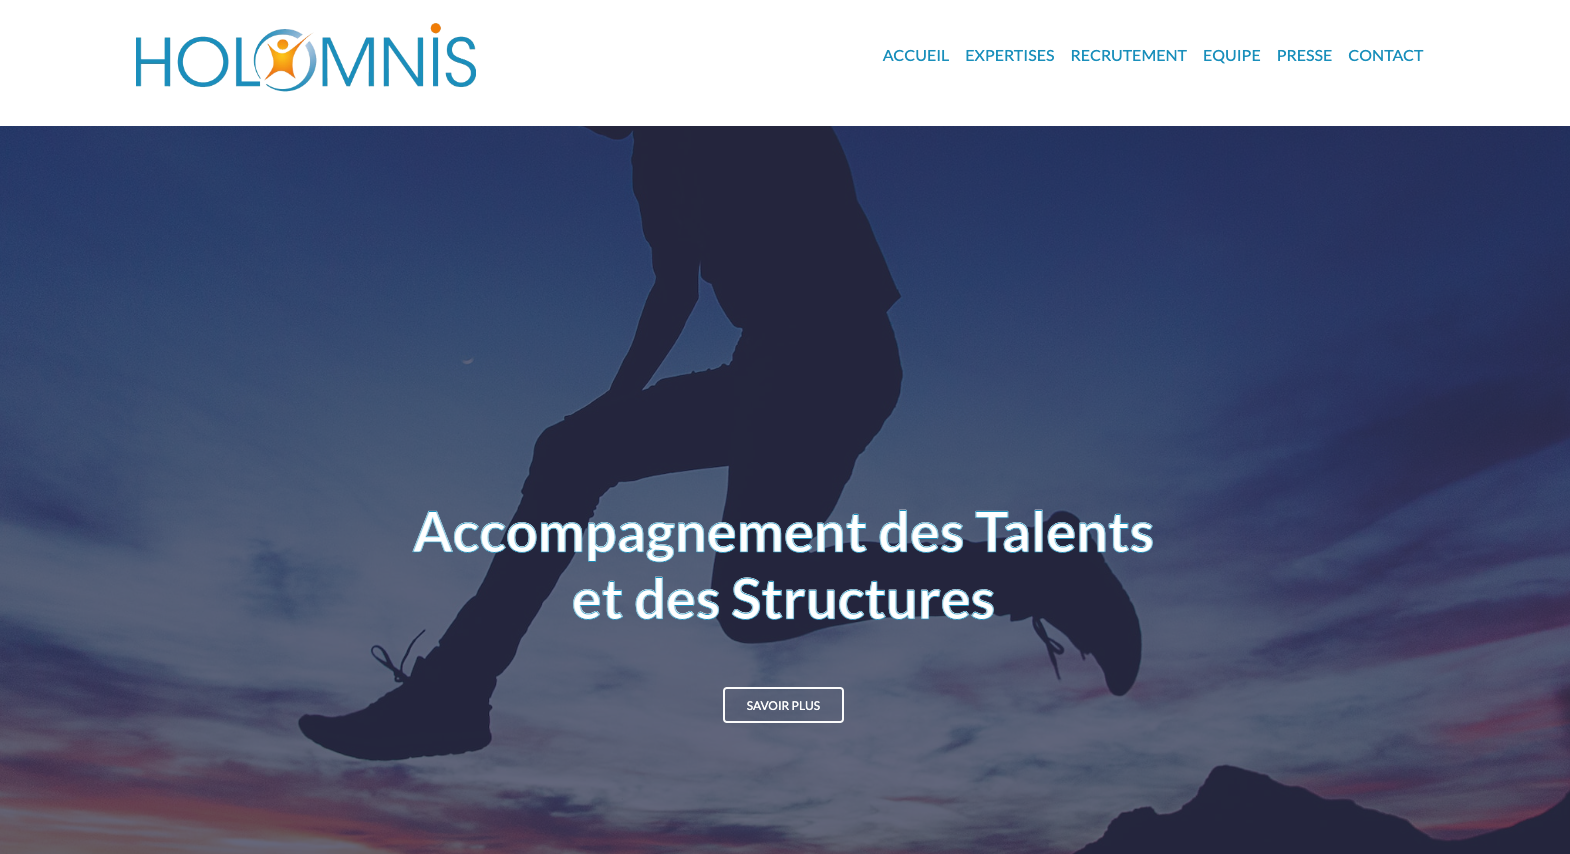 HOLOMNIS
ACCUEIL EXPERTISES RECRUTEMENT EQUIPE PRESSE CONTACT
Accompagnement des Talents
et des Structures
SAVOIR PLUS